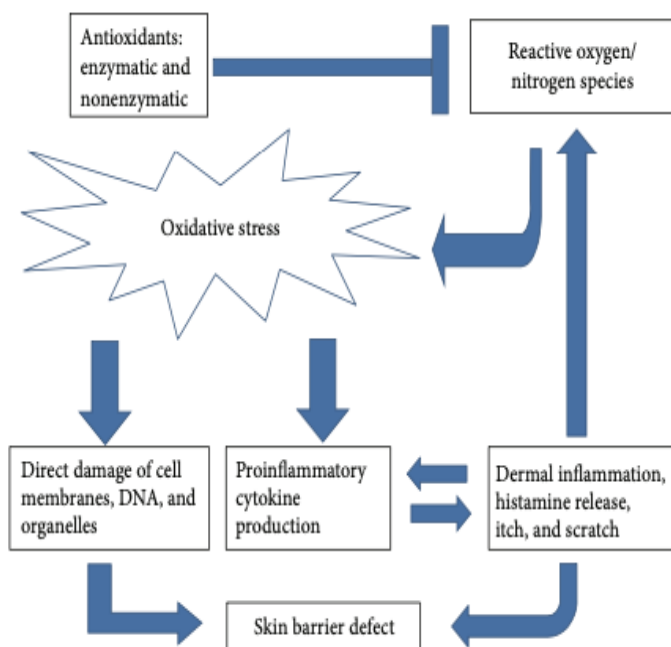 Antioxidants:
enzymatic and
nonenzymatic
Reactive oxygen/
nitrogen species
Oxidative stress
Direct damage of cell
membranes, DNA, and
organelles
Proinflammatory
cytokine
production
Dermal inflammation,
histamine release,
itch, and scratch
Skin barrier defect